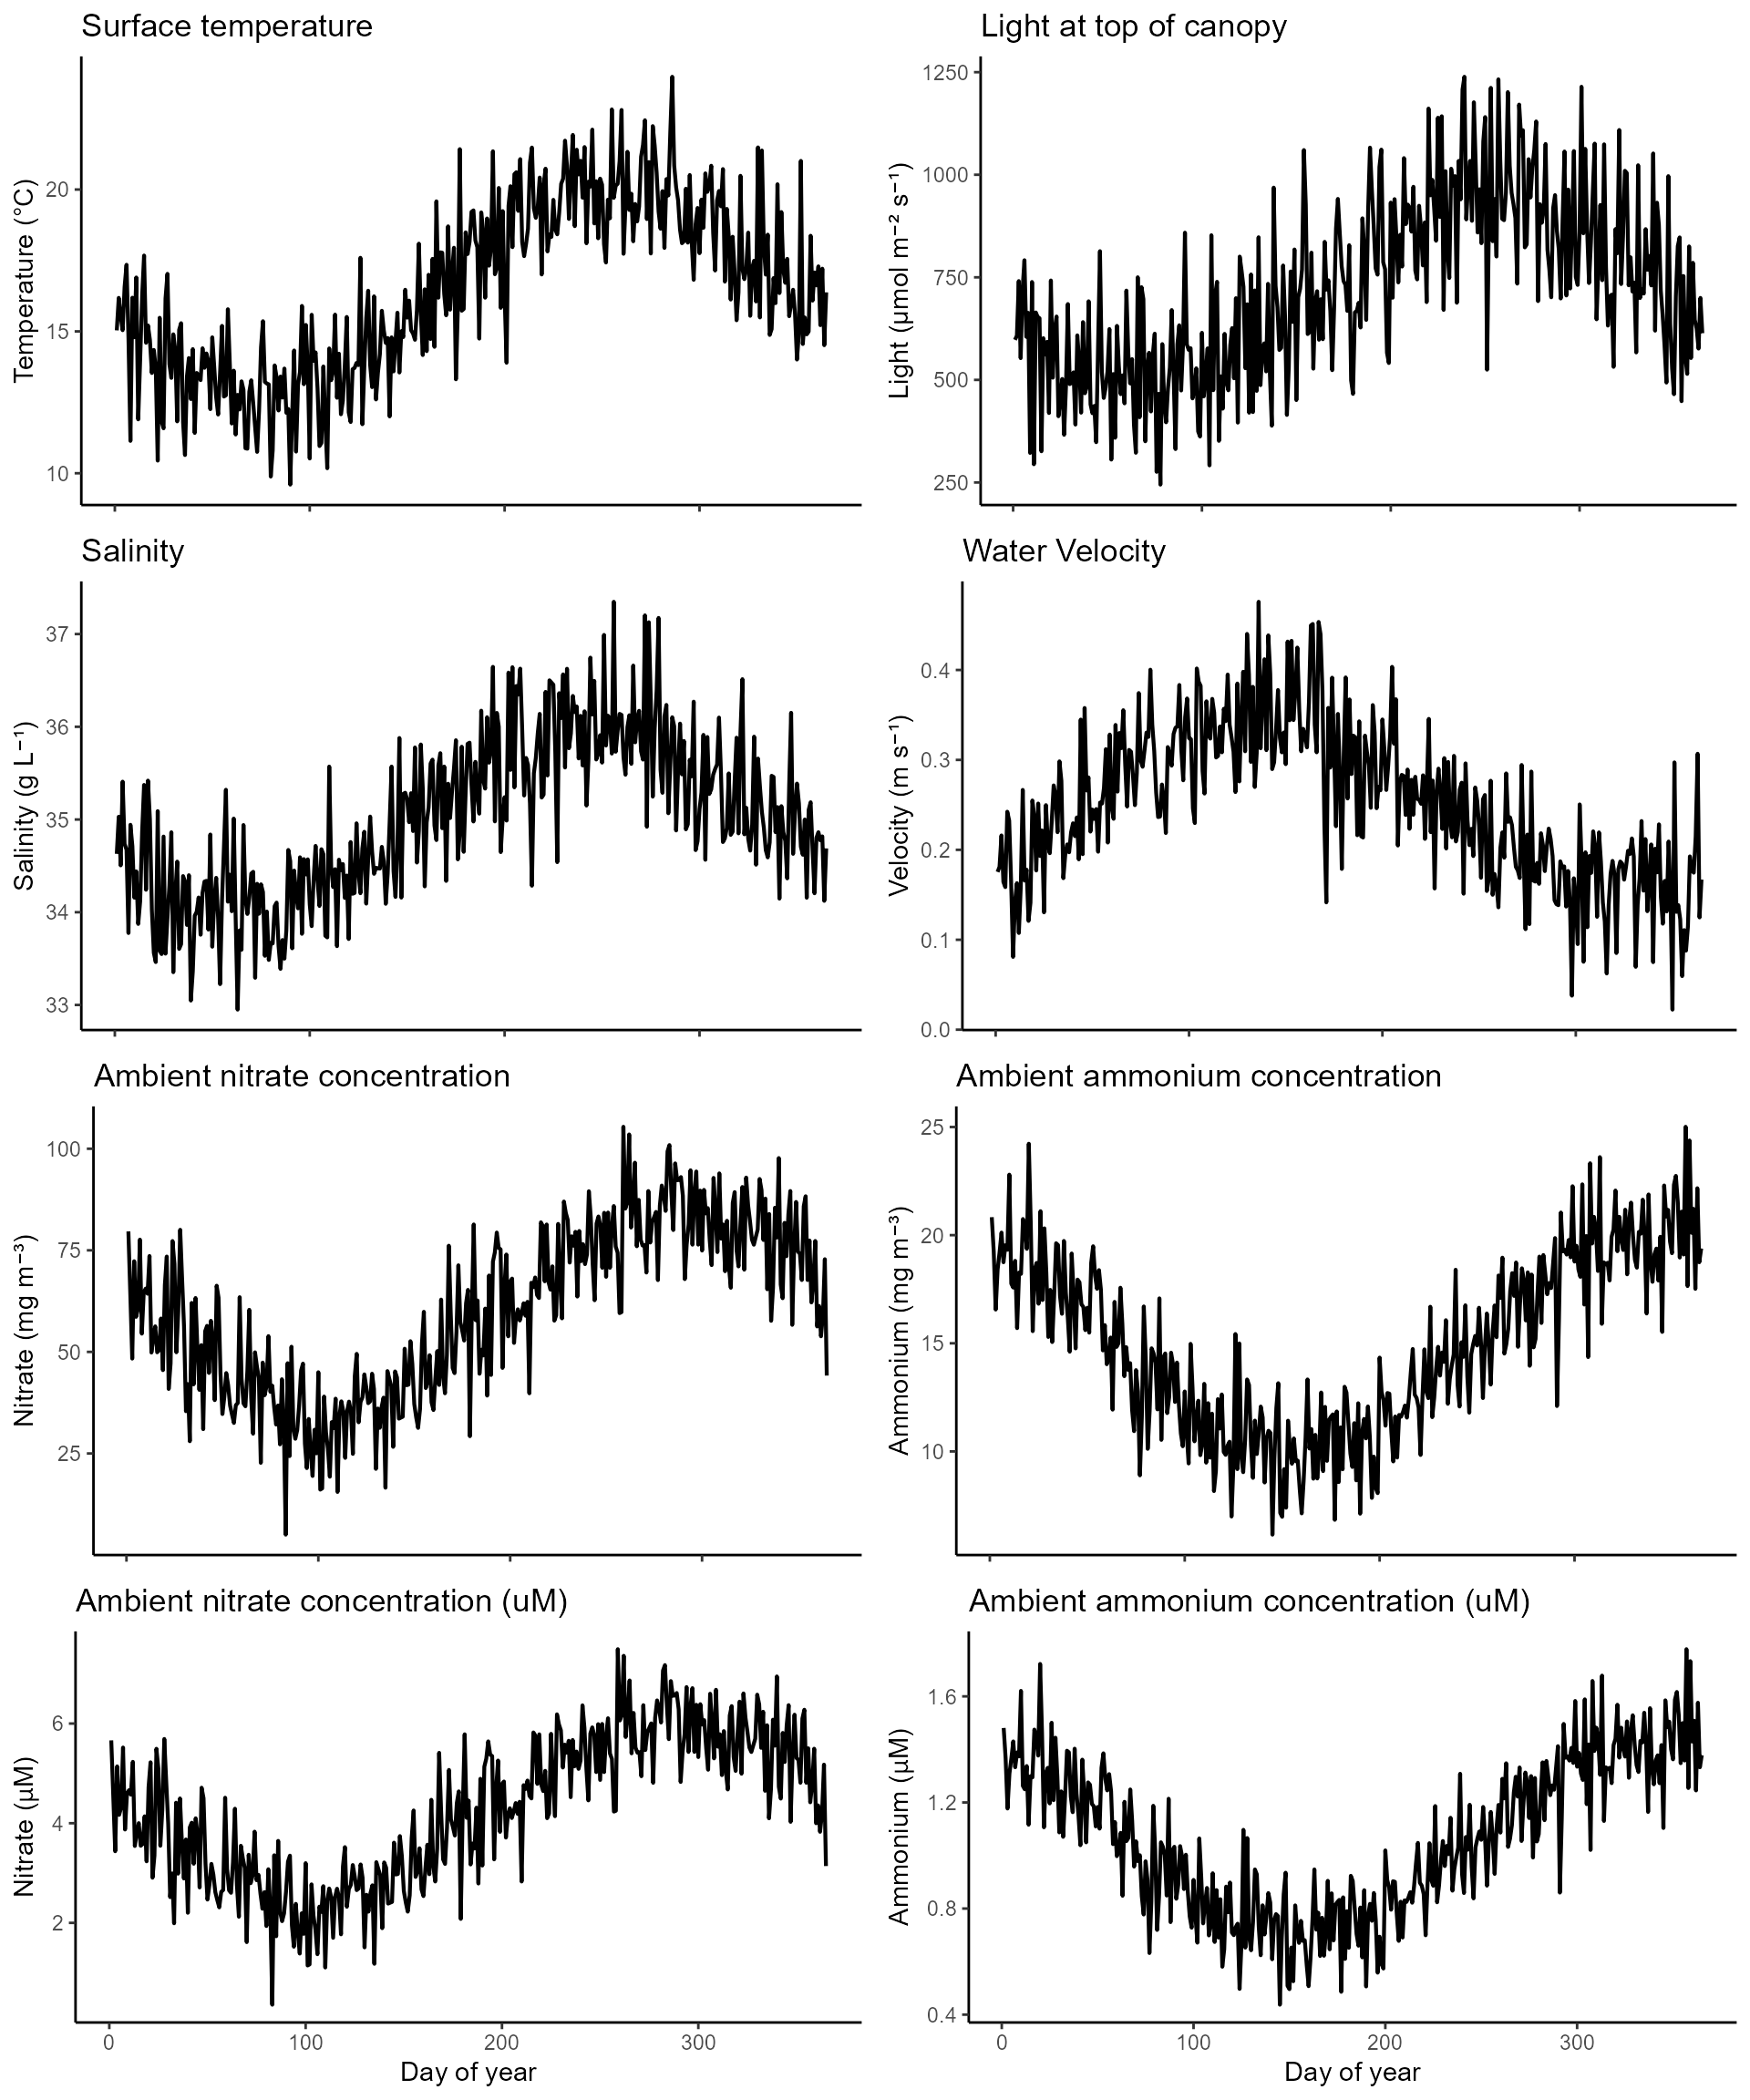 Surface temperature
Temperature (°C)
20
15
10
Light at top of canopy
Light (µmol m⁻² s⁻¹)
1250
1000
750
500
250
Salinity
Salinity (g L⁻¹)
37
36
35
34
33
Water Velocity
Velocity (m s⁻¹)
0.4
0.3
0.2
0.1
0.0
Ambient nitrate concentration
Nitrate (mg m⁻³)
100
75
50
25
Ambient ammonium concentration
Ammonium (mg m⁻³)
25
20
15
10
Ambient nitrate concentration (uM)
Nitrate (µM)
6
4
2
0 100 200 300
Day of year
Ambient ammonium concentration (uM)
Ammonium (µM)
1.6
1.2
0.8
0.4
0 100 200 300
Day of year